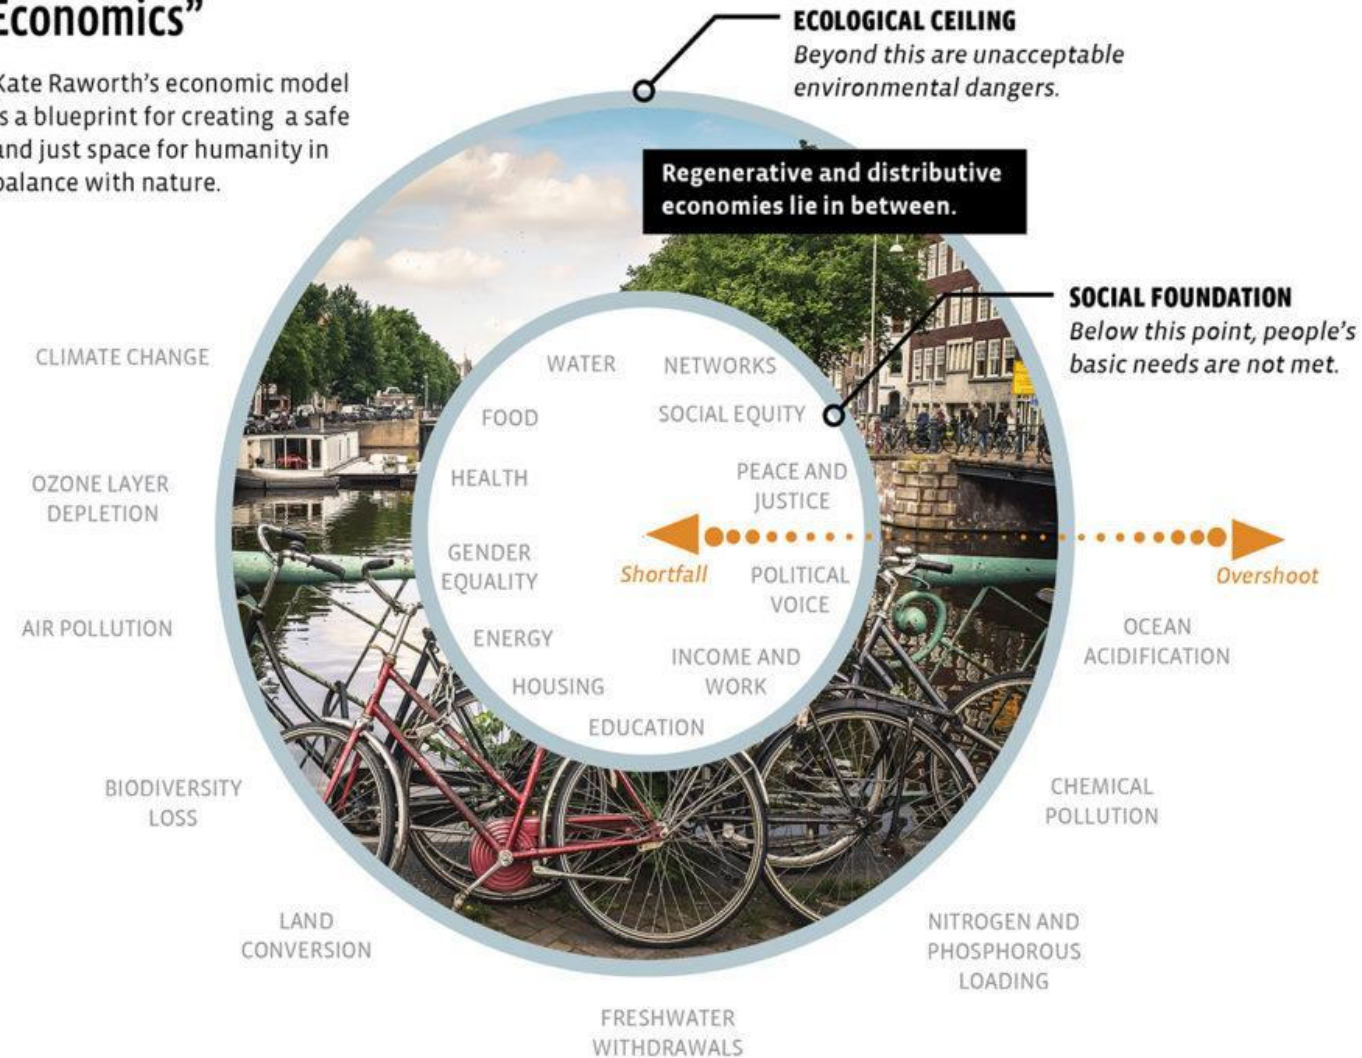 Economics”
Kate Raworth’s economic model
is a blueprint for creating a safe
and just space for humanity in
balance with nature.
ECOLOGICAL CEILING
Beyond this are unacceptable
environmental dangers.
Regenerative and distributive
economies lie in between.
SOCIAL FOUNDATION
Below this point, people’s
basic needs are not met.
CLIMATE CHANGE
OZONE LAYER
DEPLETION
AIR POLLUTION
BIODIVERSITY
LOSS
LAND
CONVERSION
FRESHWATER
WITHDRAWALS
NITROGEN AND
PHOSPHOROUS
LOADING
CHEMICAL
POLLUTION
OCEAN
ACIDIFICATION
Overshoot
Shortfall
WATER
NETWORKS
FOOD
SOCIAL EQUITY
HEALTH
PEACE AND
JUSTICE
GENDER
EQUALITY
POLITICAL
VOICE
ENERGY
INCOME AND
WORK
HOUSING
EDUCATION